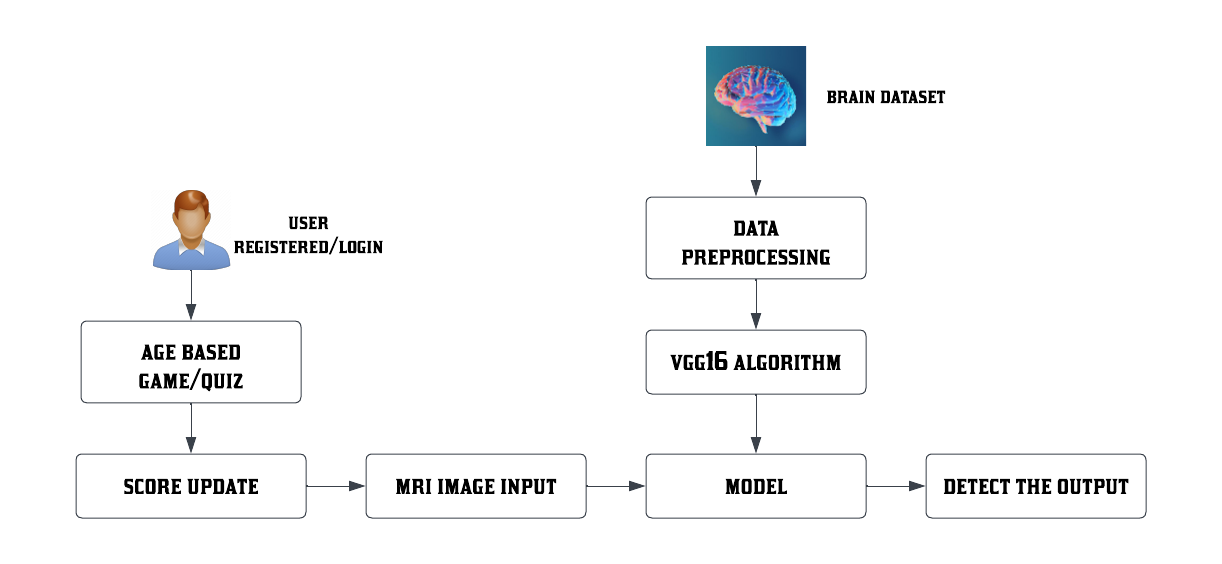 BRAIN DATASET
USER
REGISTERED/LOGIN
DATA
PREPROCESSING
AGE BASED
GAME/QUIZ
VGG16 ALGORITHM
SCORE UPDATE
MRI IMAGE INPUT
MODEL
DETECT THE OUTPUT